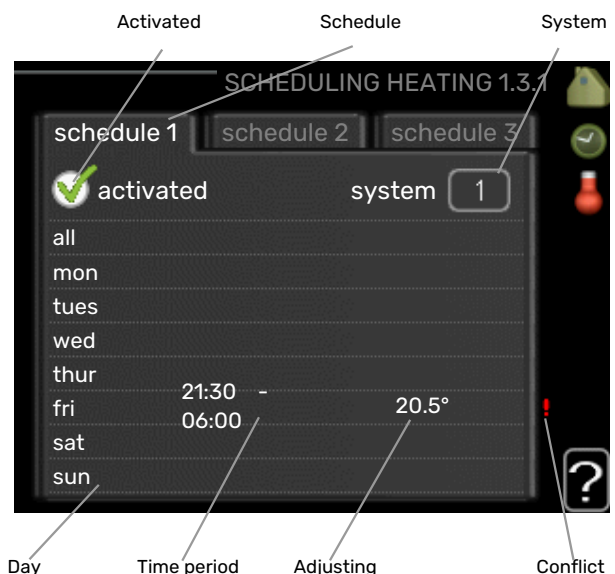 Activated Schedule System
SCHEDULING HEATING 1.3.1
schedule 1 schedule 2 schedule 3
activated system 1
all
mon
tues
wed
thur
21:30 -
fri 20.5° !
06:00
sat
sun
?
Day Time period Adjusting Conflict